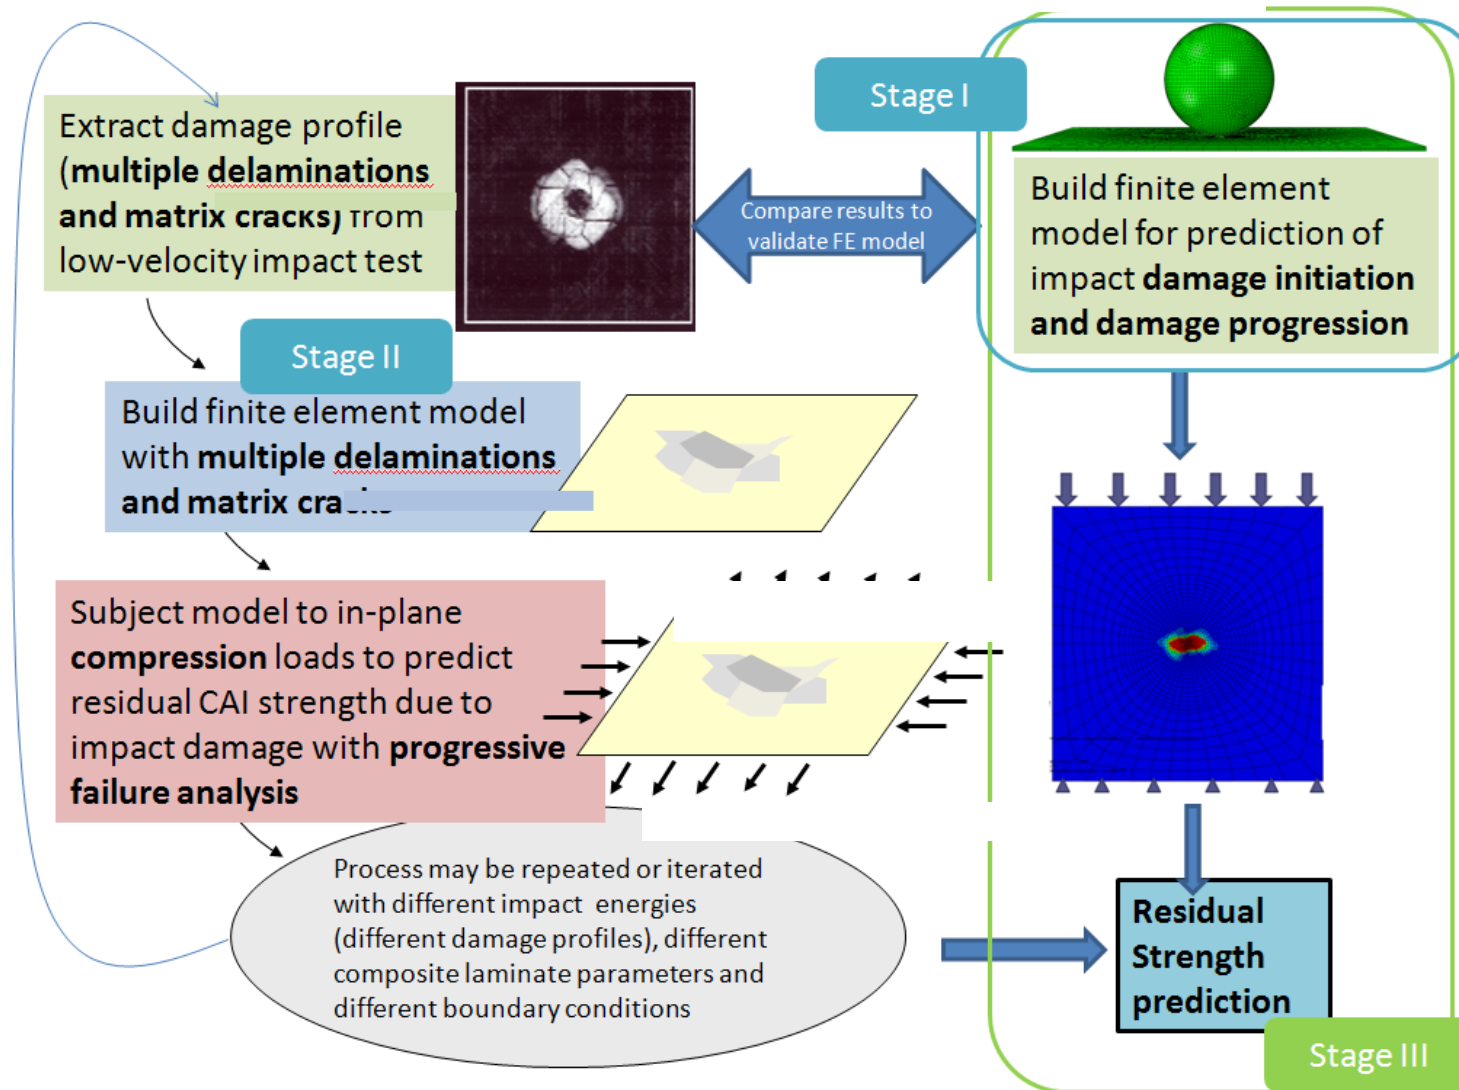 Stage I
Extract damage profile
(multiple delaminations
and matrix cracks) from
low-velocity impact test
Compare results to
validate FE model
Build finite element
model for prediction of
impact damage initiation
and damage progression
Stage II
Build finite element model
with multiple delaminations
and matrix cracks
Subject model to in-plane
compression loads to predict
residual CAI strength due to
impact damage with progressive
failure analysis
Process may be repeated or iterated
with different impact energies
(different damage profiles), different
composite laminate parameters and
different boundary conditions
Residual
Strength
prediction
Stage III